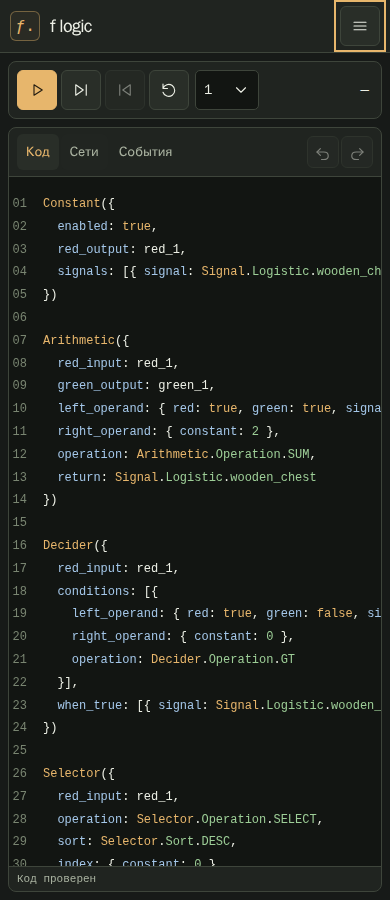 f. f logic
1 –
Код Сети События
01 Constant({
02   enabled: true,
03   red_output: red_1,
04   signals: [{ signal: Signal.Logistic.wooden_ch
05 })
06
07 Arithmetic({
08   red_input: red_1,
09   green_output: green_1,
10   left_operand: { red: true, green: true, signa
11   right_operand: { constant: 2 },
12   operation: Arithmetic.Operation.SUM,
13   return: Signal.Logistic.wooden_chest
14 })
15
16 Decider({
17   red_input: red_1,
18   conditions: [{
19     left_operand: { red: true, green: false, si
20     right_operand: { constant: 0 },
21     operation: Decider.Operation.GT
22   }],
23   when_true: [{ signal: Signal.Logistic.wooden_
24 })
25
26 Selector({
27   red_input: red_1,
28   operation: Selector.Operation.SELECT,
29   sort: Selector.Sort.DESC,
30   index: { constant: 0 }
Код проверен